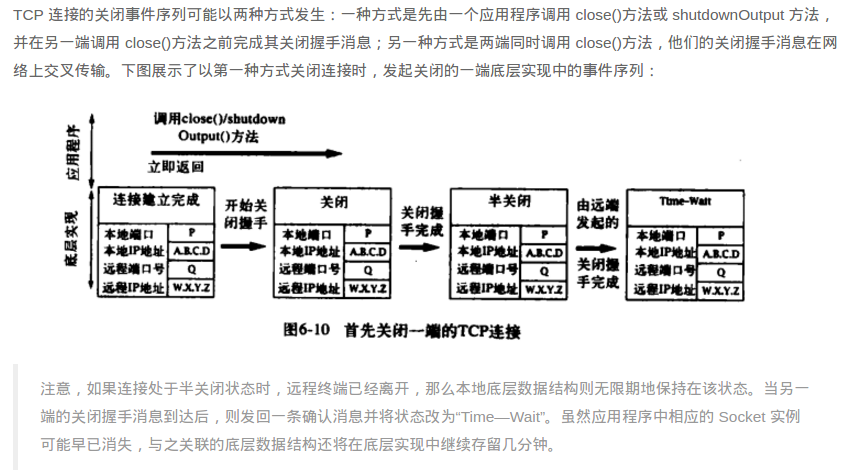 TCP 连接的关闭事件序列可能以两种方式发生：一种方式是先由一个应用程序调用 close()方法或 shutdownOutput 方法，
并在另一端调用 close()方法之前完成其关闭握手消息；另一种方式是两端同时调用 close()方法，他们的关闭握手消息在网
络上交叉传输。下图展示了以第一种方式关闭连接时，发起关闭的一端底层实现中的事件序列：
应用程序
调用close()/shutdown
Output()方法
立即返回
底层实现
连接建立完成
本地端口 P
本地IP地址 A.B.C.D
远程端口号 Q
远程IP地址 W.X.Y.Z
开始关
闭握手
关闭
本地端口 P
本地IP地址 A.B.C.D
远程端口号 Q
远程IP地址 W.X.Y.Z
关闭握
手完成
半关闭
本地端口 P
本地IP地址 A.B.C.D
远程端口号 Q
远程IP地址 W.X.Y.Z
由远端
发起的
关闭握
手完成
Time-Wait
本地端口 P
本地IP地址 A.B.C.D
远程端口号 Q
远程IP地址 W.X.Y.Z
图6-10 首先关闭一端的TCP连接
注意，如果连接处于半关闭状态时，远程终端已经离开，那么本地底层数据结构则无限期地保持在该状态。当另一
端的关闭握手消息到达后，则发回一条确认消息并将状态改为“Time—Wait”。虽然应用程序中相应的 Socket 实例
可能早已消失，与之关联的底层数据结构还将在底层实现中继续存留几分钟。